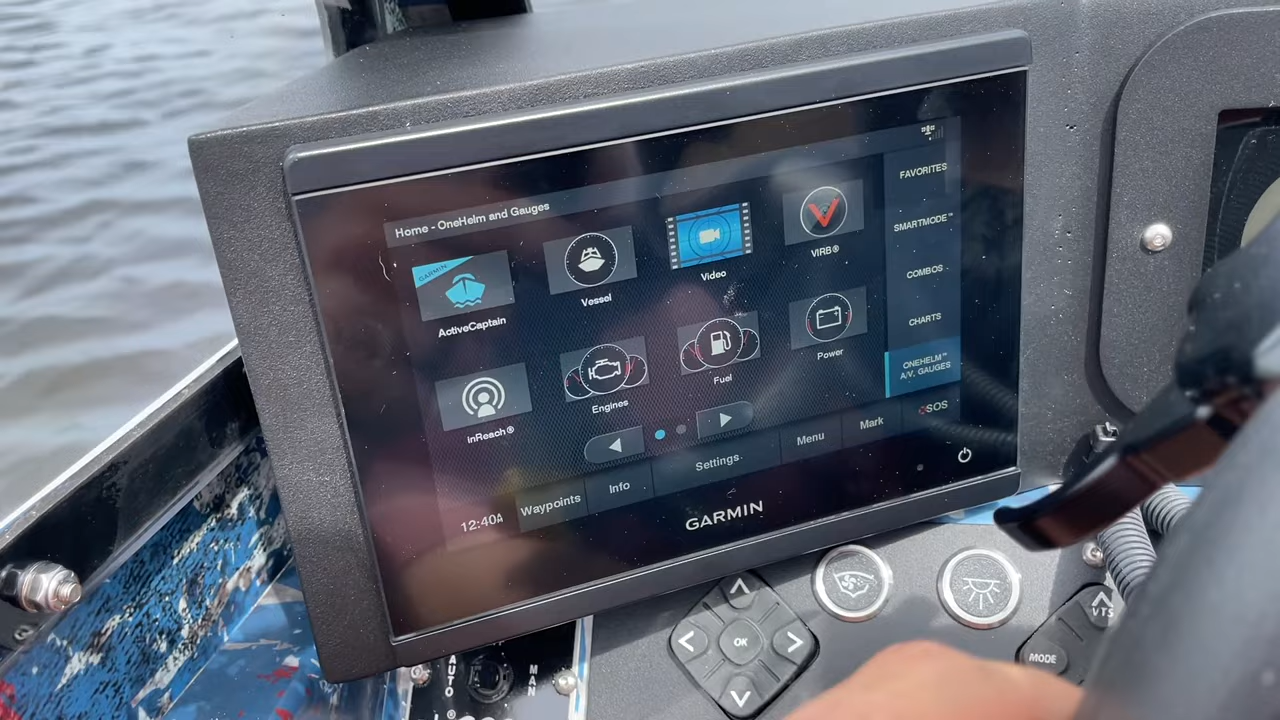 Home - OneHelm and Gauges
FAVORITES
GARMIN
ActiveCaptain
Vessel
Video
VIRB®
SMARTMODE™
COMBOS
CHARTS
inReach®
Engines
Fuel
Power
ONEHELM™
A/V, GAUGES
12:40A
Waypoints
Info
Settings
Menu
Mark
SOS
GARMIN
OK
MODE
VTS
AUTO
MAN